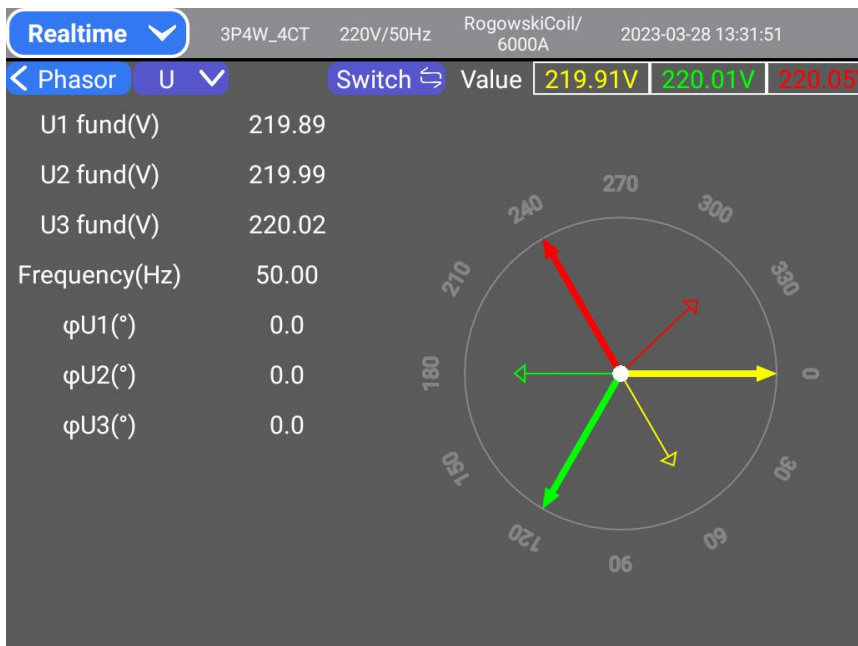 Realtime 3P4W_4CT 220V/50Hz RogowskiCoil/ 2023-03-28 13:31:51
6000A
Phasor U Switch Value 219.91V 220.01V 220.05
U1 fund(V) 219.89
U2 fund(V) 219.99
U3 fund(V) 220.02
Frequency(Hz) 50.00
φU1(°) 0.0
φU2(°) 0.0
φU3(°) 0.0
270
240
300
210
330
180
0
150
30
120
60
90